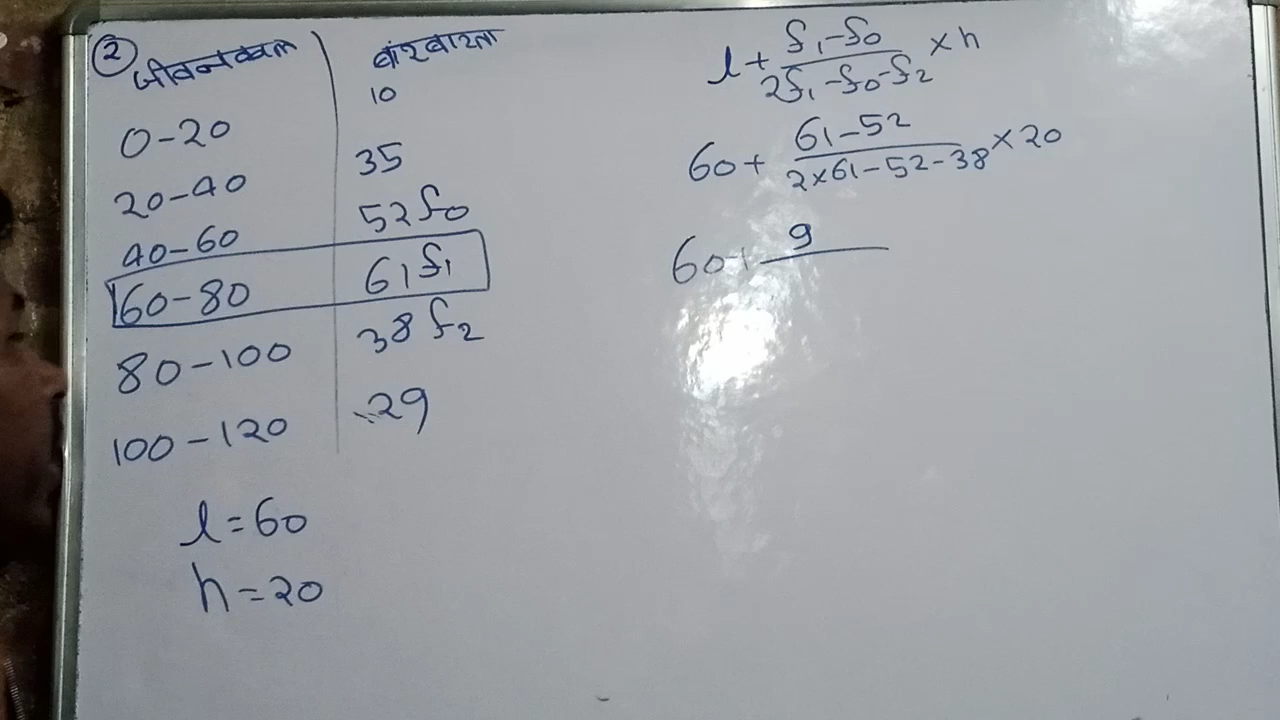 ② जीवनकाल बारंबारता
0-20 10
20-40 35
40-60 52 f₀
60-80 61 f₁
80-100 38 f₂
100-120 29
l=60
h=20
l + (f₁-f₀)/(2f₁-f₀-f₂) × h
60 + (61-52)/(2×61-52-38) × 20
60 + 9/